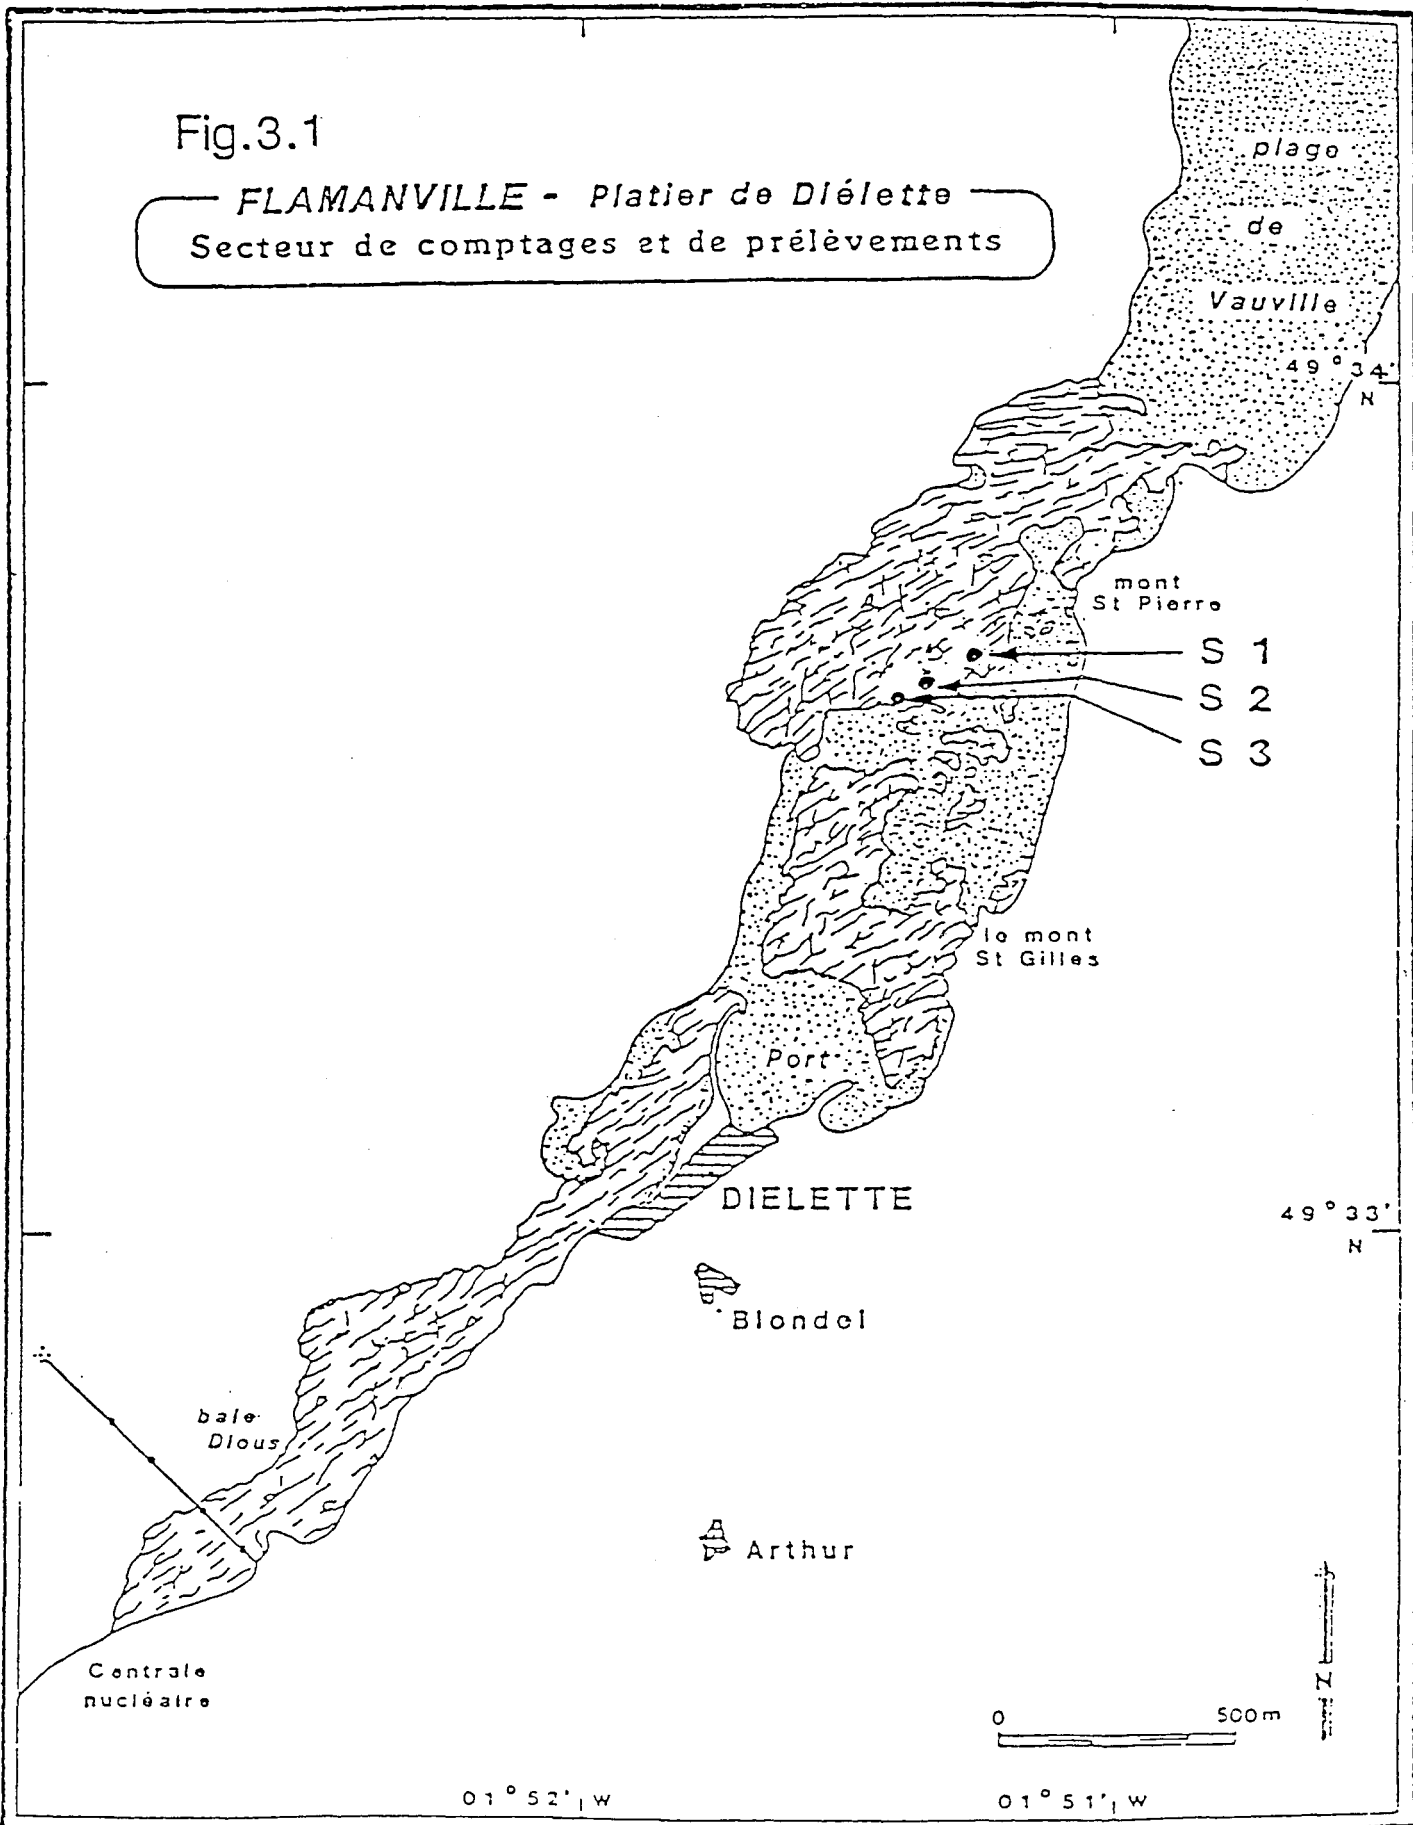 Fig.3.1
FLAMANVILLE - Platier de Diélette
Secteur de comptages et de prélèvements
plage
de
Vauville
49°34'
N
mont
St Pierre
S 1
S 2
S 3
le mont
St Gilles
Port
DIELETTE
49°33'
N
Blondel
baie
Dious
Arthur
Centrale
nucléaire
0 500m
N
01°52' W
01°51' W